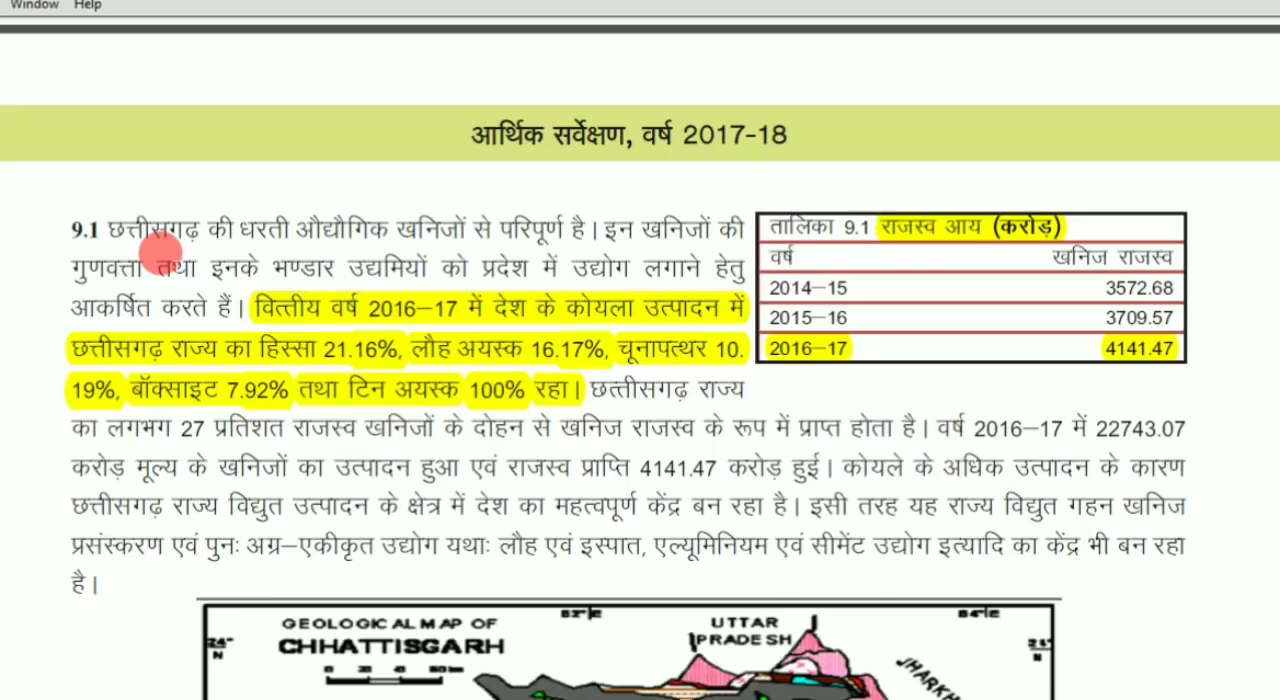 Window Help
आर्थिक सर्वेक्षण, वर्ष 2017-18
9.1 छत्तीसगढ़ की धरती औद्यौगिक खनिजों से परिपूर्ण है। इन खनिजों की
गुणवत्ता तथा इनके भण्डार उद्यमियों को प्रदेश में उद्योग लगाने हेतु
आकर्षित करते हैं। वित्तीय वर्ष 2016–17 में देश के कोयला उत्पादन में
छत्तीसगढ़ राज्य का हिस्सा 21.16%, लौह अयस्क 16.17%, चूनापत्थर 10.
19%, बॉक्साइट 7.92% तथा टिन अयस्क 100% रहा। छत्तीसगढ़ राज्य
तालिका 9.1 राजस्व आय (करोड़)
वर्ष खनिज राजस्व
2014–15 3572.68
2015–16 3709.57
2016–17 4141.47
का लगभग 27 प्रतिशत राजस्व खनिजों के दोहन से खनिज राजस्व के रूप में प्राप्त होता है। वर्ष 2016–17 में 22743.07
करोड़ मूल्य के खनिजों का उत्पादन हुआ एवं राजस्व प्राप्ति 4141.47 करोड़ हुई। कोयले के अधिक उत्पादन के कारण
छत्तीसगढ़ राज्य विद्युत उत्पादन के क्षेत्र में देश का महत्वपूर्ण केंद्र बन रहा है। इसी तरह यह राज्य विद्युत गहन खनिज
प्रसंस्करण एवं पुनः अग्र–एकीकृत उद्योग यथाः लौह एवं इस्पात, एल्यूमिनियम एवं सीमेंट उद्योग इत्यादि का केंद्र भी बन रहा
है।
GEOLOGICAL MAP OF
CHHATTISGARH
82°E
UTTAR
PRADESH
84°E
24°
N
24°
N
JHARKH